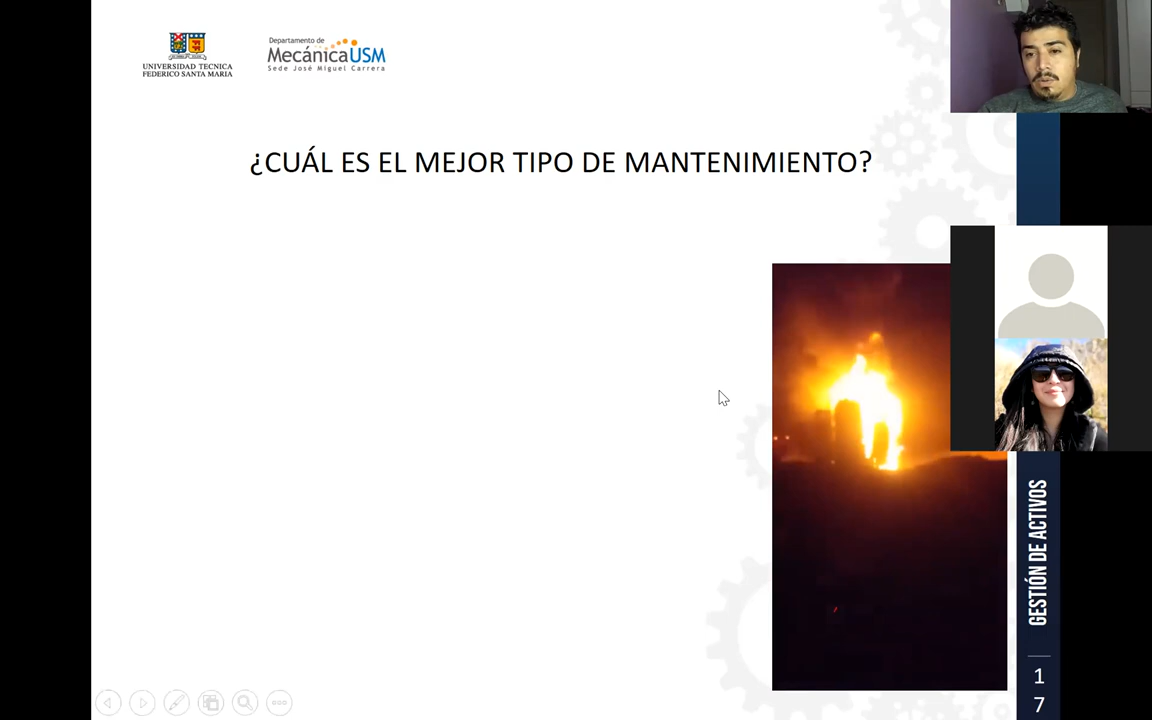 UNIVERSIDAD TECNICA
FEDERICO SANTA MARIA
Departamento de
MecánicaUSM
Sede José Miguel Carrera
¿CUÁL ES EL MEJOR TIPO DE MANTENIMIENTO?
GESTIÓN DE ACTIVOS
1
7